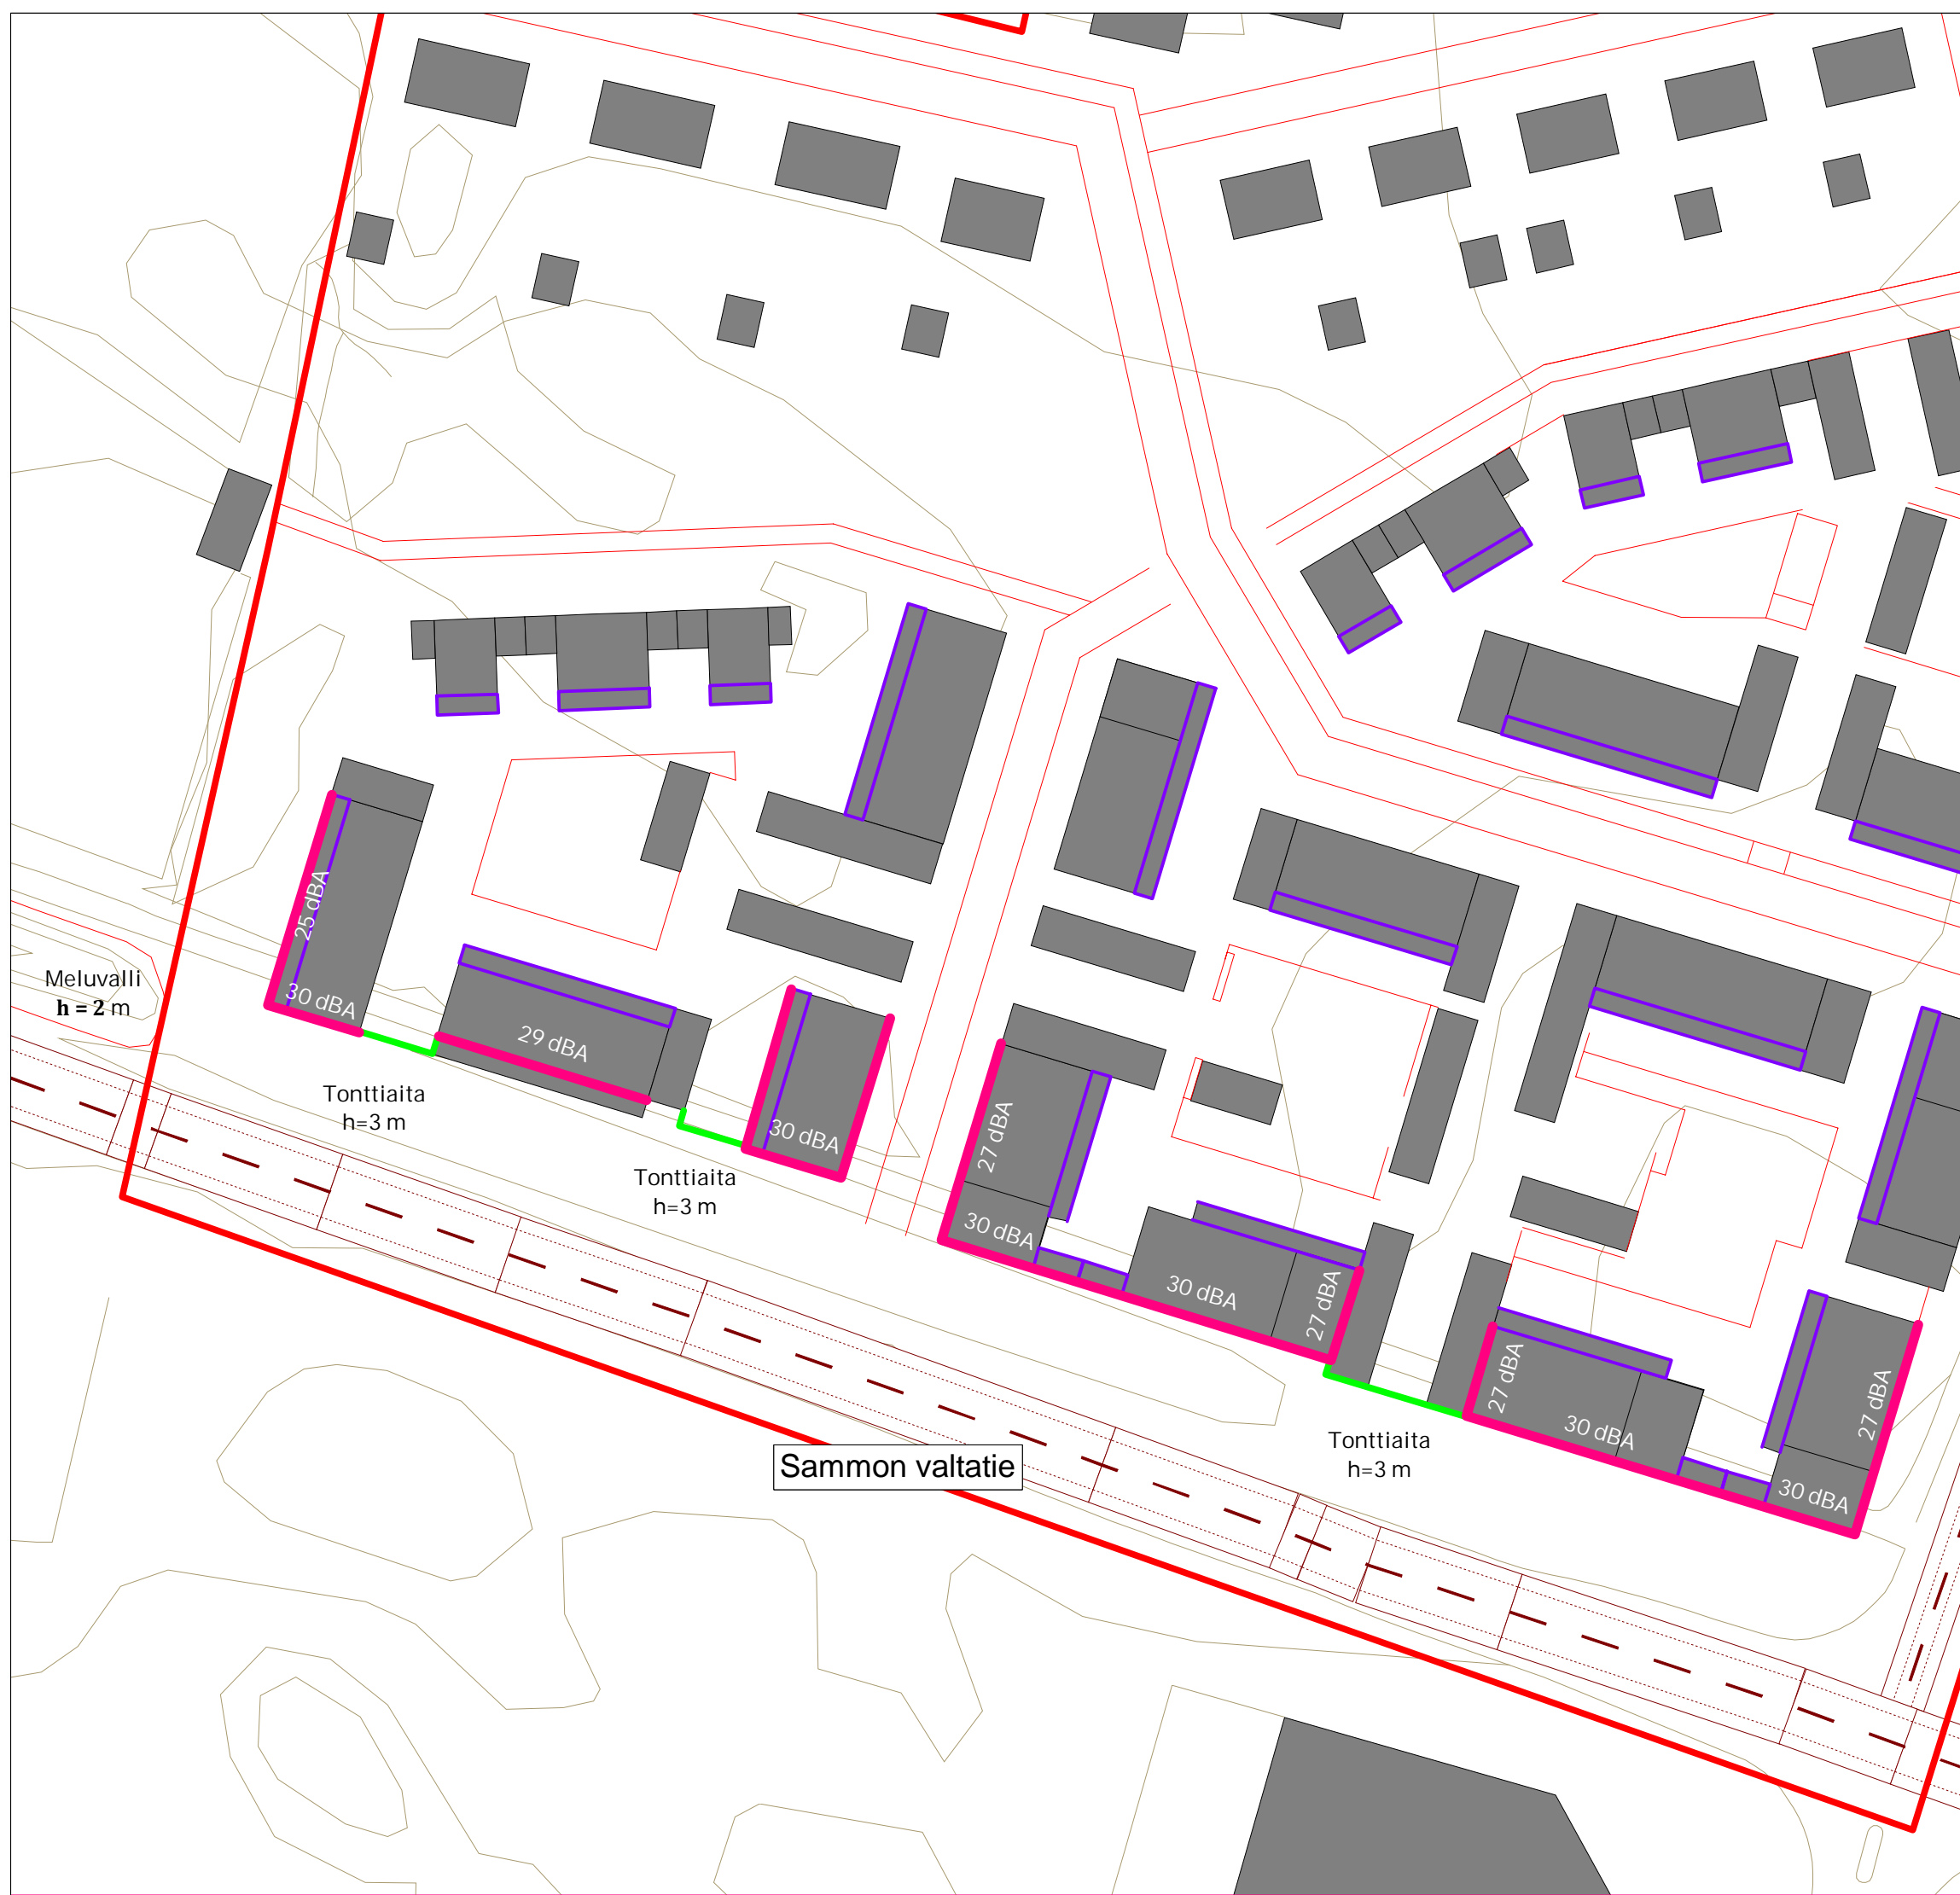 25 dBA
30 dBA
Meluvalli
h = 2 m
29 dBA
Tonttiaita
h=3 m
30 dBA
Tonttiaita
h=3 m
27 dBA
30 dBA
30 dBA
27 dBA
27 dBA
30 dBA
27 dBA
30 dBA
Tonttiaita
h=3 m
Sammon valtatie